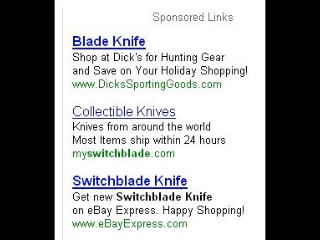 Sponsored Links
Blade Knife
Shop at Dick's for Hunting Gear
and Save on Your Holiday Shopping!
www.DicksSportingGoods.com
Collectible Knives
Knives from around the world
Most Items ship within 24 hours
myswitchblade.com
Switchblade Knife
Get new Switchblade Knife
on eBay Express. Happy Shopping!
www.eBayExpress.com